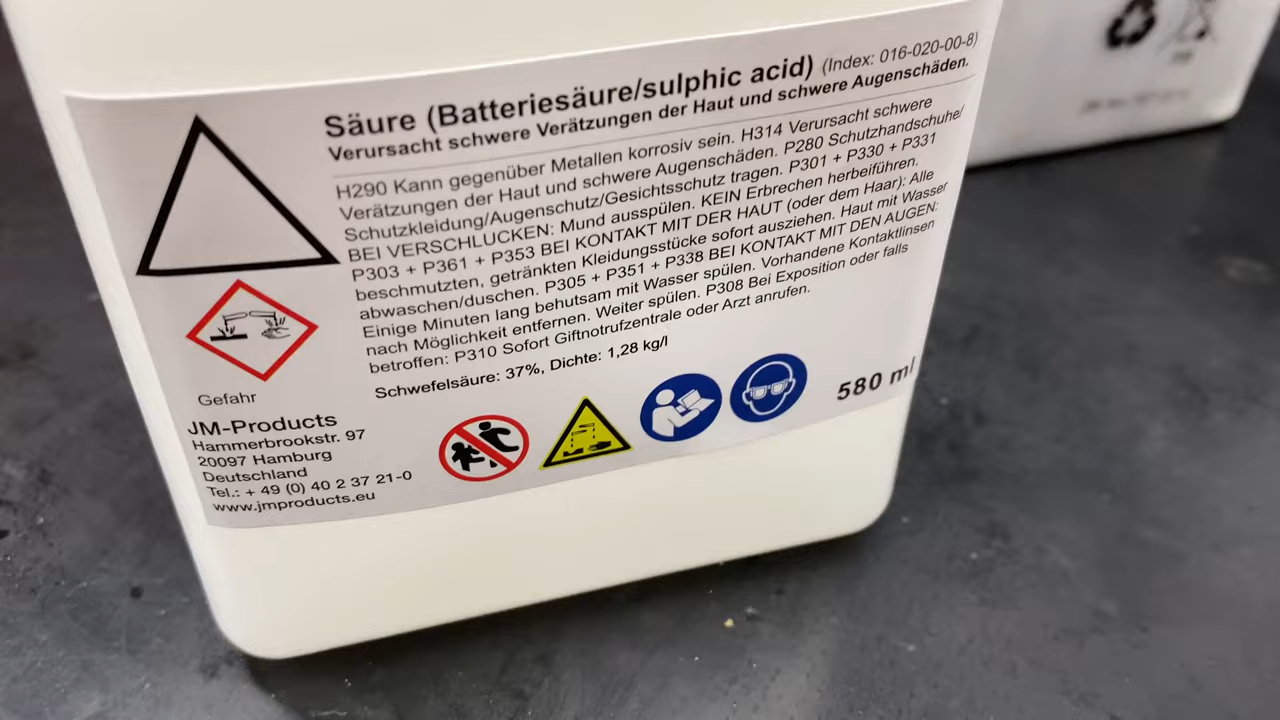 Säure (Batteriesäure/sulphic acid) (Index: 016-020-00-8)
Verursacht schwere Verätzungen der Haut und schwere Augenschäden.
H290 Kann gegenüber Metallen korrosiv sein. H314 Verursacht schwere
Verätzungen der Haut und schwere Augenschäden. P280 Schutzhandschuhe/
Schutzkleidung/Augenschutz/Gesichtsschutz tragen. P301 + P330 + P331
BEI VERSCHLUCKEN: Mund ausspülen. KEIN Erbrechen herbeiführen.
P303 + P361 + P353 BEI KONTAKT MIT DER HAUT (oder dem Haar): Alle
beschmutzten, getränkten Kleidungsstücke sofort ausziehen. Haut mit Wasser
abwaschen/duschen. P305 + P351 + P338 BEI KONTAKT MIT DEN AUGEN:
Einige Minuten lang behutsam mit Wasser spülen. Vorhandene Kontaktlinsen
nach Möglichkeit entfernen. Weiter spülen. P308 Bei Exposition oder falls
betroffen: P310 Sofort Giftnotrufzentrale oder Arzt anrufen.
Schwefelsäure: 37%, Dichte: 1,28 kg/l
580 ml
Gefahr
JM-Products
Hammerbrookstr. 97
20097 Hamburg
Deutschland
Tel.: + 49 (0) 40 2 37 21-0
www.jmproducts.eu